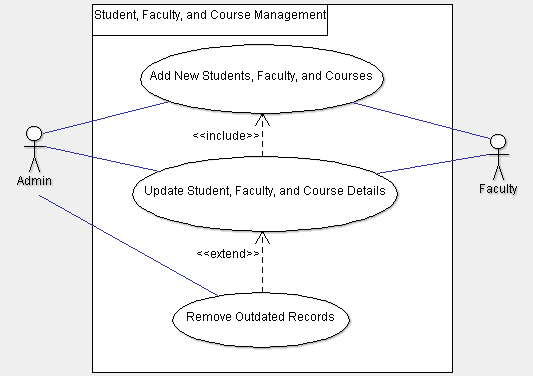 Student, Faculty, and Course Management
Add New Students, Faculty, and Courses
<<include>>
Admin
Faculty
Update Student, Faculty, and Course Details
<<extend>>
Remove Outdated Records